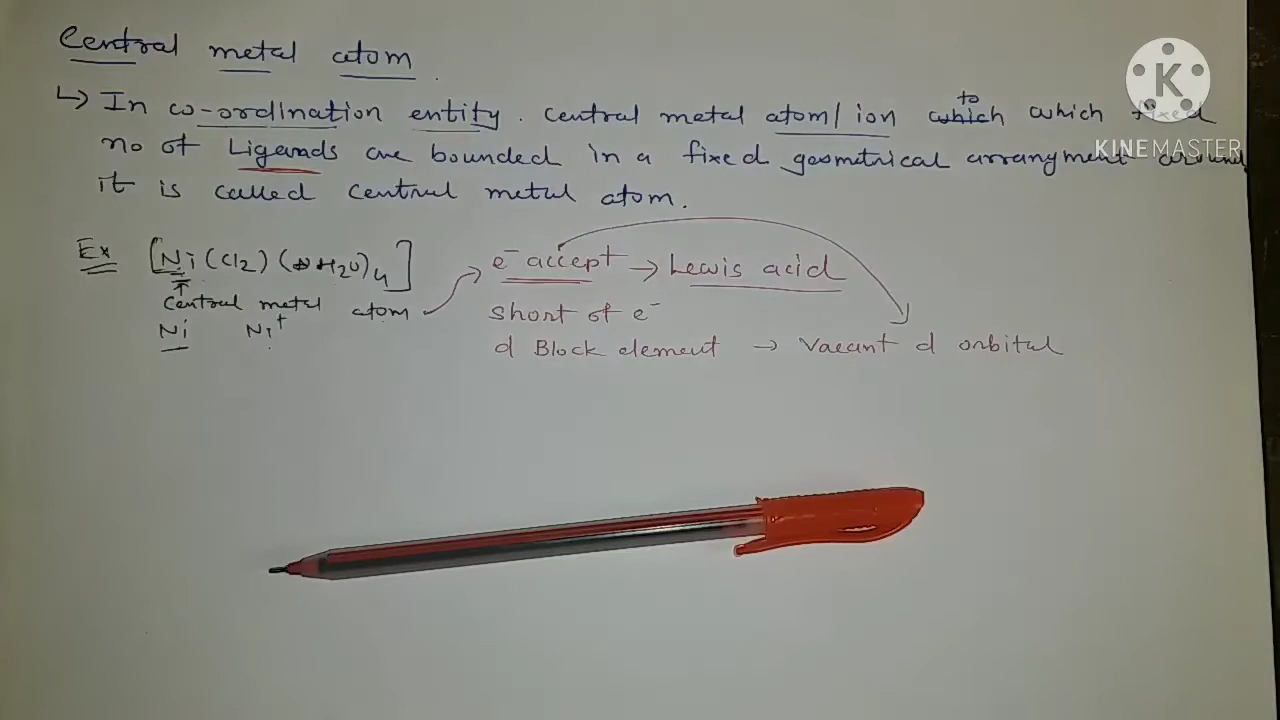 Central metal atom.
↳ In co-ordination entity. Central metal atom/ion which to which fixed
no of Ligands are bounded in a fixed geometrical arrangment around
it is called central metal atom.
Ex [Ni(Cl2)(H2O)4] e⁻ accept → Lewis acid
Central metal atom short of e⁻
Ni Ni⁺ d Block element → Vacant d orbital
K
KINEMASTER